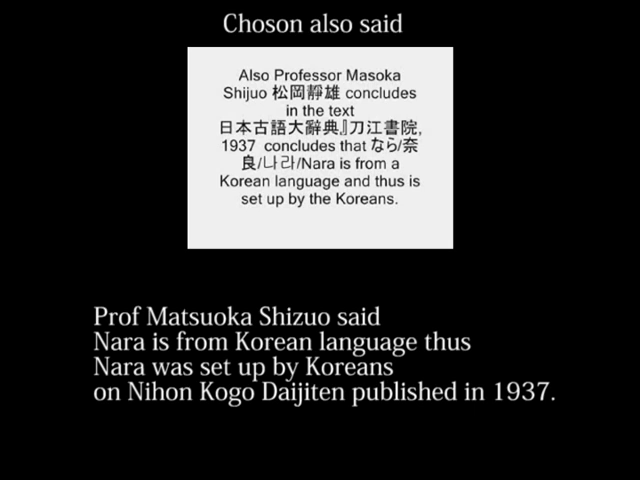 Choson also said
Also Professor Masoka
Shijuo 松岡靜雄 concludes
in the text
日本古語大辭典』刀江書院,
1937 concludes that なら/奈
良/나라/Nara is from a
Korean language and thus is
set up by the Koreans.
Prof Matsuoka Shizuo said
Nara is from Korean language thus
Nara was set up by Koreans
on Nihon Kogo Daijiten published in 1937.